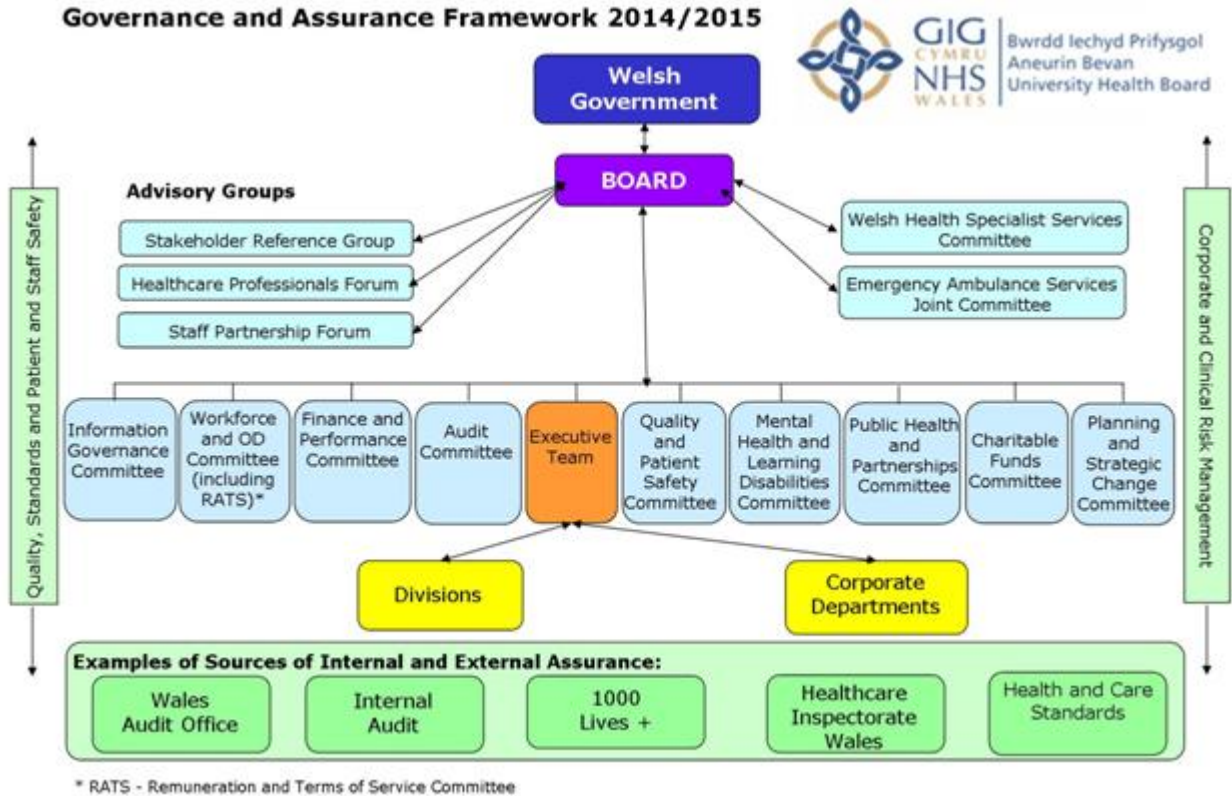 Governance and Assurance Framework 2014/2015
GIG
CYMRU
NHS
WALES
Bwrdd Iechyd Prifysgol
Aneurin Bevan
University Health Board
Welsh
Government
BOARD
Advisory Groups
Stakeholder Reference Group
Healthcare Professionals Forum
Staff Partnership Forum
Welsh Health Specialist Services
Committee
Emergency Ambulance Services
Joint Committee
Quality, Standards and Patient and Staff Safety
Corporate and Clinical Risk Management
Information
Governance
Committee
Workforce
and OD
Committee
(including
RATS)*
Finance and
Performance
Committee
Audit
Committee
Executive
Team
Quality
and
Patient
Safety
Committee
Mental
Health and
Learning
Disabilities
Committee
Public Health
and
Partnerships
Committee
Charitable
Funds
Committee
Planning
and
Strategic
Change
Committee
Divisions
Corporate
Departments
Examples of Sources of Internal and External Assurance:
Wales
Audit Office
Internal
Audit
1000
Lives +
Healthcare
Inspectorate
Wales
Health and Care
Standards
* RATS - Remuneration and Terms of Service Committee